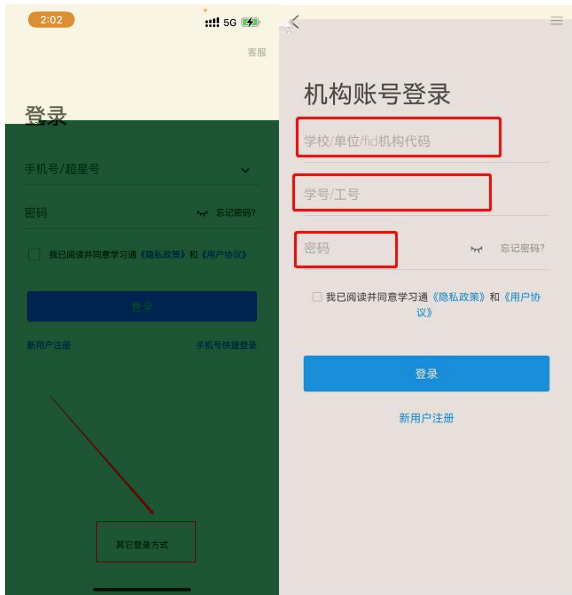 2:02
5G
客服
登录
手机号/超星号
密码
忘记密码?
我已阅读并同意学习通《隐私政策》和《用户协议》
登录
新用户注册
手机号快捷登录
其它登录方式
机构账号登录
学校/单位/fid机构代码
学号/工号
密码
忘记密码?
我已阅读并同意学习通《隐私政策》和《用户协
议》
登录
新用户注册